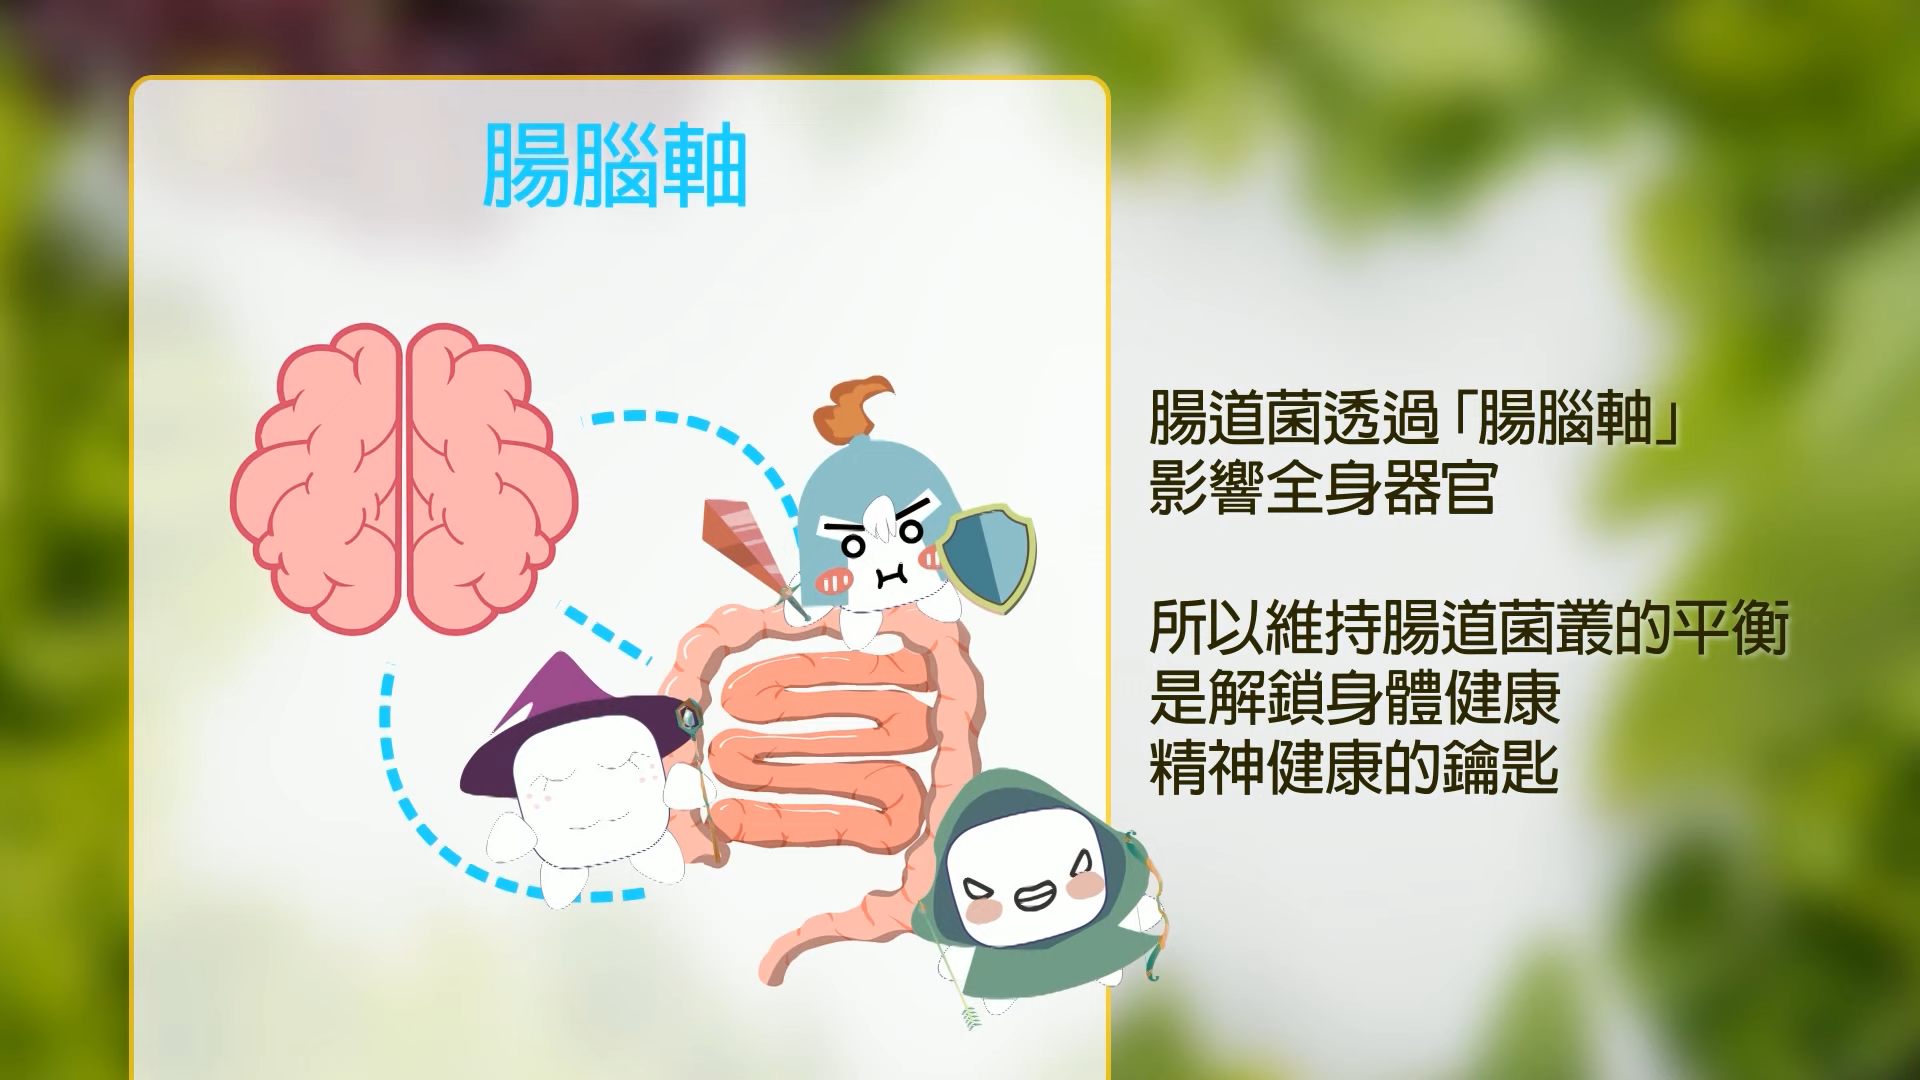 腸腦軸
腸道菌透過「腸腦軸」
影響全身器官
所以維持腸道菌叢的平衡
是解鎖身體健康
精神健康的鑰匙